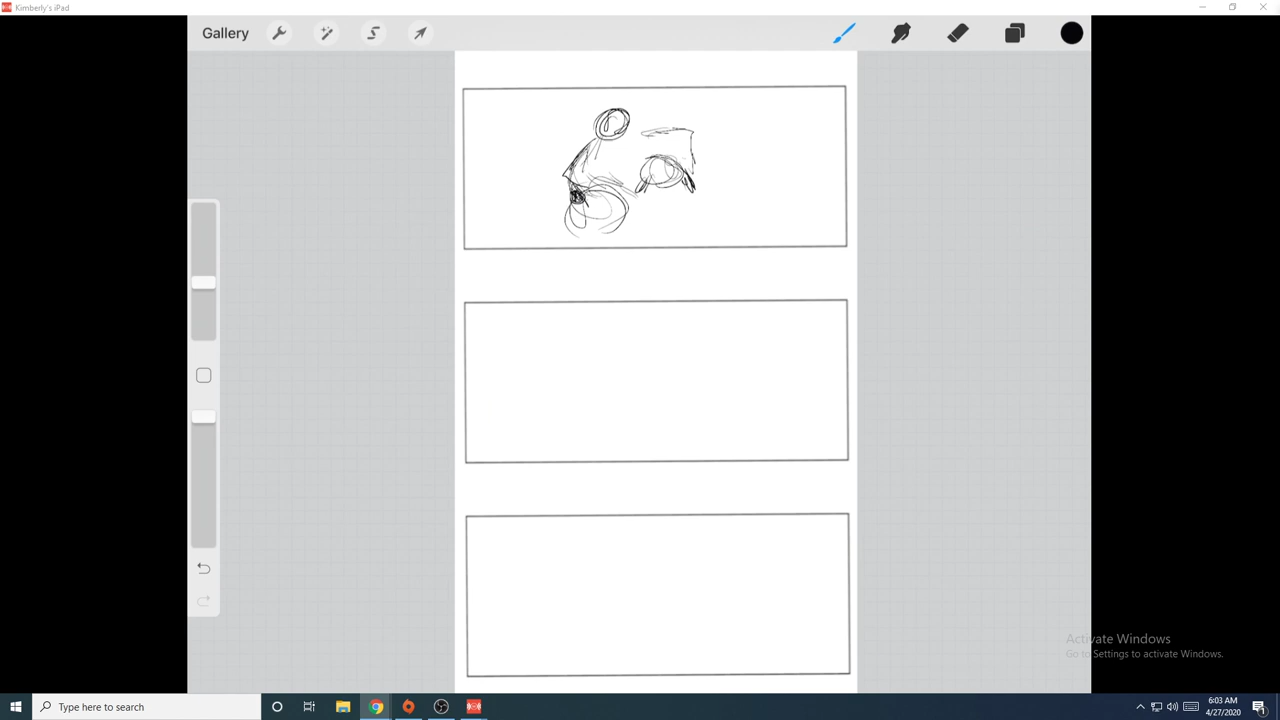 Kimberly's iPad
Gallery
Activate Windows
Go to Settings to activate Windows.
Type here to search
6:03 AM
4/27/2020
1